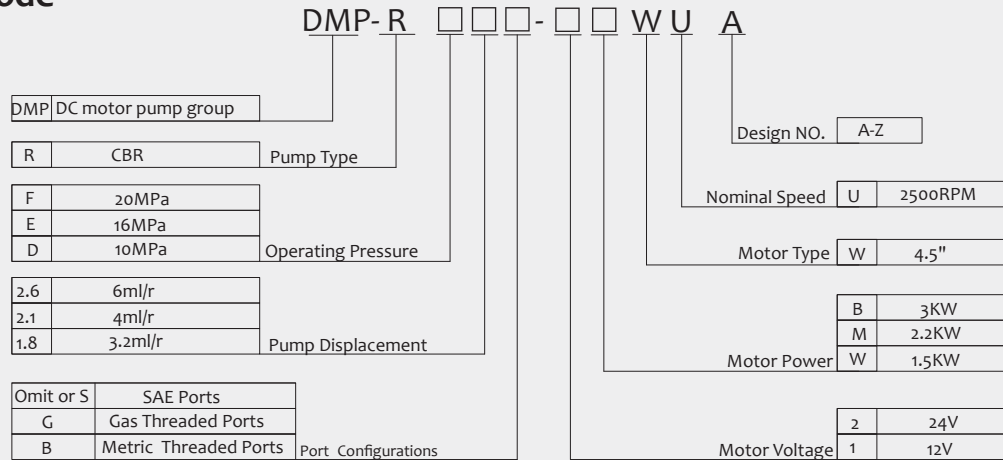 DMP- R □ □ □ - □ □ W U A
DMP DC motor pump group
R CBR Pump Type
F 20MPa
E 16MPa
D 10MPa Operating Pressure
2.6 6ml/r
2.1 4ml/r
1.8 3.2ml/r Pump Displacement
Omit or S SAE Ports
G Gas Threaded Ports
B Metric Threaded Ports Port Configurations
Design NO. A-Z
Nominal Speed U 2500RPM
Motor Type W 4.5"
B 3KW
M 2.2KW
Motor Power W 1.5KW
2 24V
Motor Voltage 1 12V